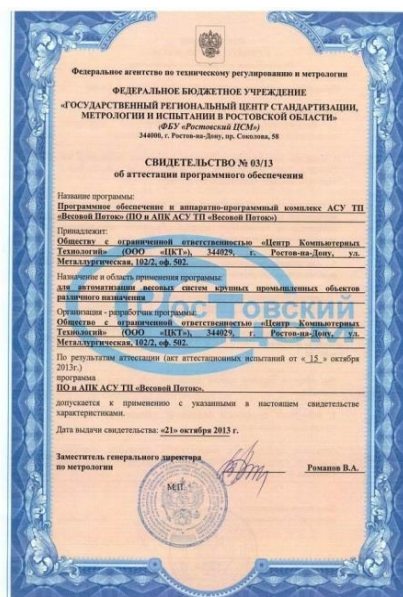 Федеральное агентство по техническому регулированию и метрологии
ФЕДЕРАЛЬНОЕ БЮДЖЕТНОЕ УЧРЕЖДЕНИЕ
«ГОСУДАРСТВЕННЫЙ РЕГИОНАЛЬНЫЙ ЦЕНТР СТАНДАРТИЗАЦИИ,
МЕТРОЛОГИИ И ИСПЫТАНИЙ В РОСТОВСКОЙ ОБЛАСТИ»
(ФБУ «Ростовский ЦСМ»)
344000, г. Ростов-на-Дону, пр. Соколова, 58
СВИДЕТЕЛЬСТВО № 03/13
об аттестации программного обеспечения
Название программы:
Программное обеспечение и аппаратно-программный комплекс АСУ ТП
«Весовой Поток» (ПО и АПК АСУ ТП «Весовой Поток»)
Принадлежит:
Обществу с ограниченной ответственностью «Центр Компьютерных
Технологий» (ООО «ЦКТ»), 344029, г. Ростов-на-Дону, ул.
Металлургическая, 102/2, оф. 502.
Назначение и область применения программы:
для автоматизации весовых систем крупных промышленных объектов
различного назначения
Организация - разработчик программы:
Общество с ограниченной ответственностью «Центр Компьютерных
Технологий» (ООО «ЦКТ»), 344029, г. Ростов-на-Дону, ул.
Металлургическая, 102/2, оф. 502.
По результатам аттестации (акт аттестационных испытаний от « 15 » октября
2013г.)
программа
ПО и АПК АСУ ТП «Весовой Поток».
допускается к применению с указанными в настоящем свидетельстве
характеристиками.
Дата выдачи свидетельства: «21» октября 2013 г.
Заместитель генерального директора
по метрологии Романов В.А.
М.П.
Ростовский